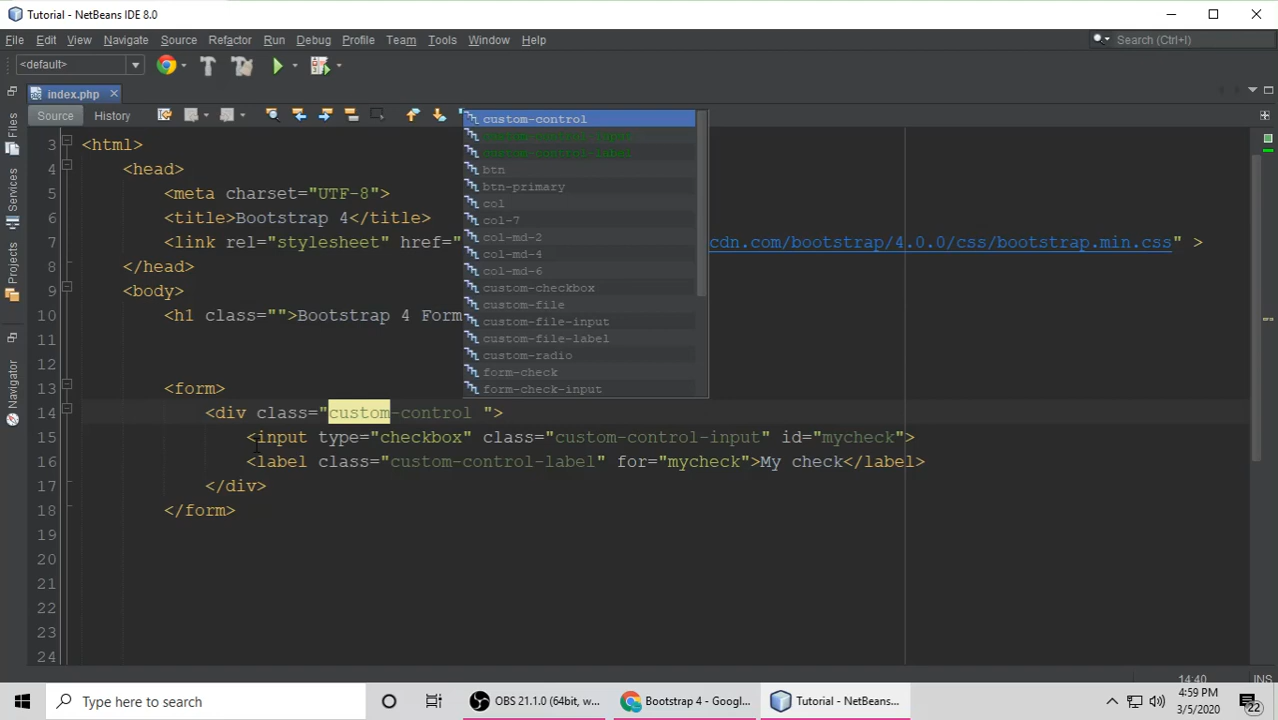 Tutorial - NetBeans IDE 8.0
File Edit View Navigate Source Refactor Run Debug Profile Team Tools Window Help
Search (Ctrl+I)
<default>
index.php
Source History
Files
Services
Projects
Navigator
custom-control
custom-control-input
custom-control-label
btn
btn-primary
col
col-7
col-md-2
col-md-4
col-md-6
custom-checkbox
custom-file
custom-file-input
custom-file-label
custom-radio
form-check
form-check-input
3 <html>
4 <head>
5 <meta charset="UTF-8">
6 <title>Bootstrap 4</title>
7 <link rel="stylesheet" href=" cdn.com/bootstrap/4.0.0/css/bootstrap.min.css" >
8 </head>
9 <body>
10 <h1 class="">Bootstrap 4 Form
11
12
13 <form>
14 <div class="custom-control ">
15 <input type="checkbox" class="custom-control-input" id="mycheck">
16 <label class="custom-control-label" for="mycheck">My check</label>
17 </div>
18 </form>
19
20
21
22
23
24
14:40 INS
Type here to search
OBS 21.1.0 (64bit, w...
Bootstrap 4 - Googl...
Tutorial - NetBeans...
4:59 PM
3/5/2020
22